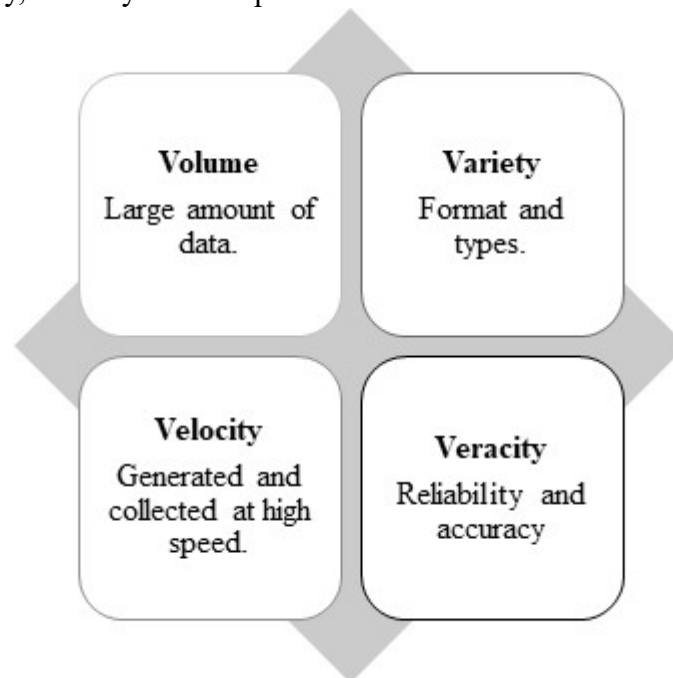 Volume
Large amount of
data.
Variety
Format and
types.
Velocity
Generated and
collected at high
speed.
Veracity
Reliability and
accuracy